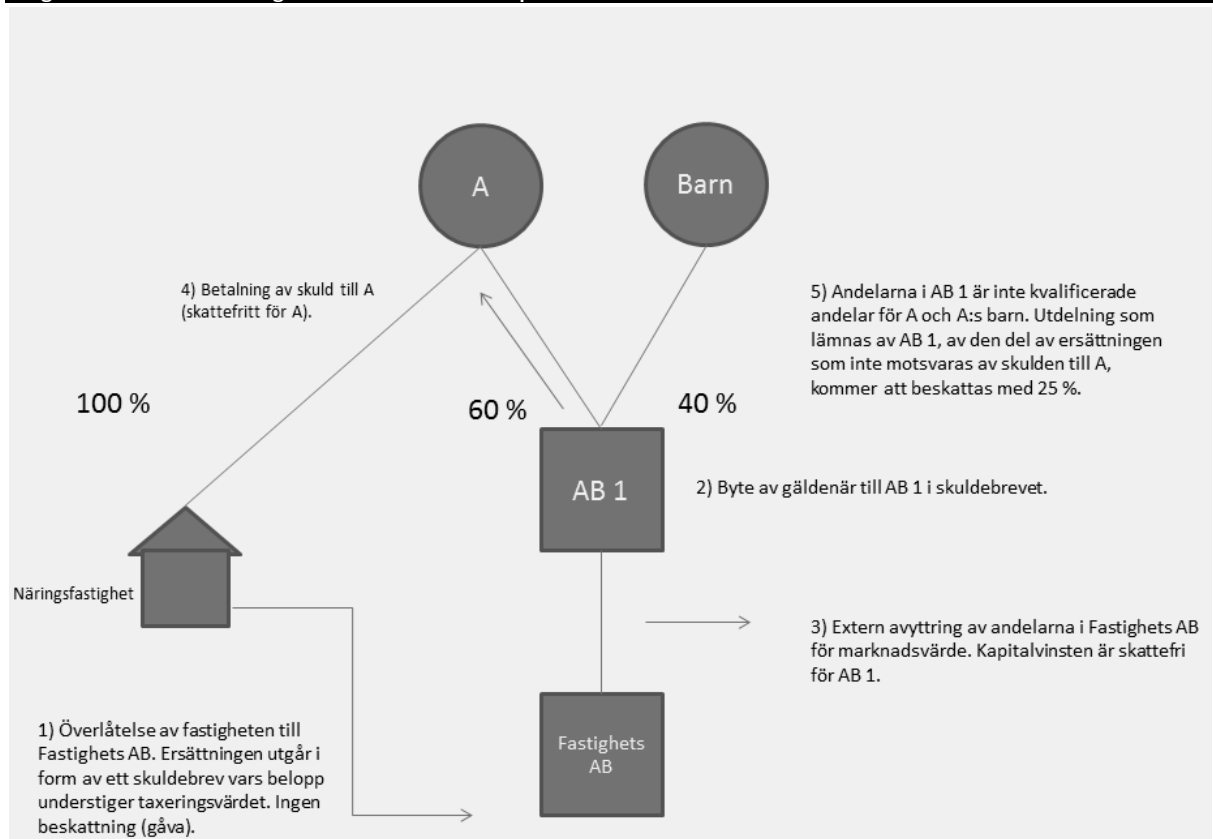 A
Barn
4) Betalning av skuld till A
(skattefritt för A).
5) Andelarna i AB 1 är inte kvalificerade
andelar för A och A:s barn. Utdelning som
lämnas av AB 1, av den del av ersättningen
som inte motsvaras av skulden till A,
kommer att beskattas med 25 %.
100 %
60 %
40 %
AB 1
2) Byte av gäldenär till AB 1 i skuldebrevet.
Näringsfastighet
3) Extern avyttring av andelarna i Fastighets AB
för marknadsvärde. Kapitalvinsten är skattefri
för AB 1.
1) Överlåtelse av fastigheten till
Fastighets AB. Ersättningen utgår i
form av ett skuldebrev vars belopp
understiger taxeringsvärdet. Ingen
beskattning (gåva).
Fastighets
AB